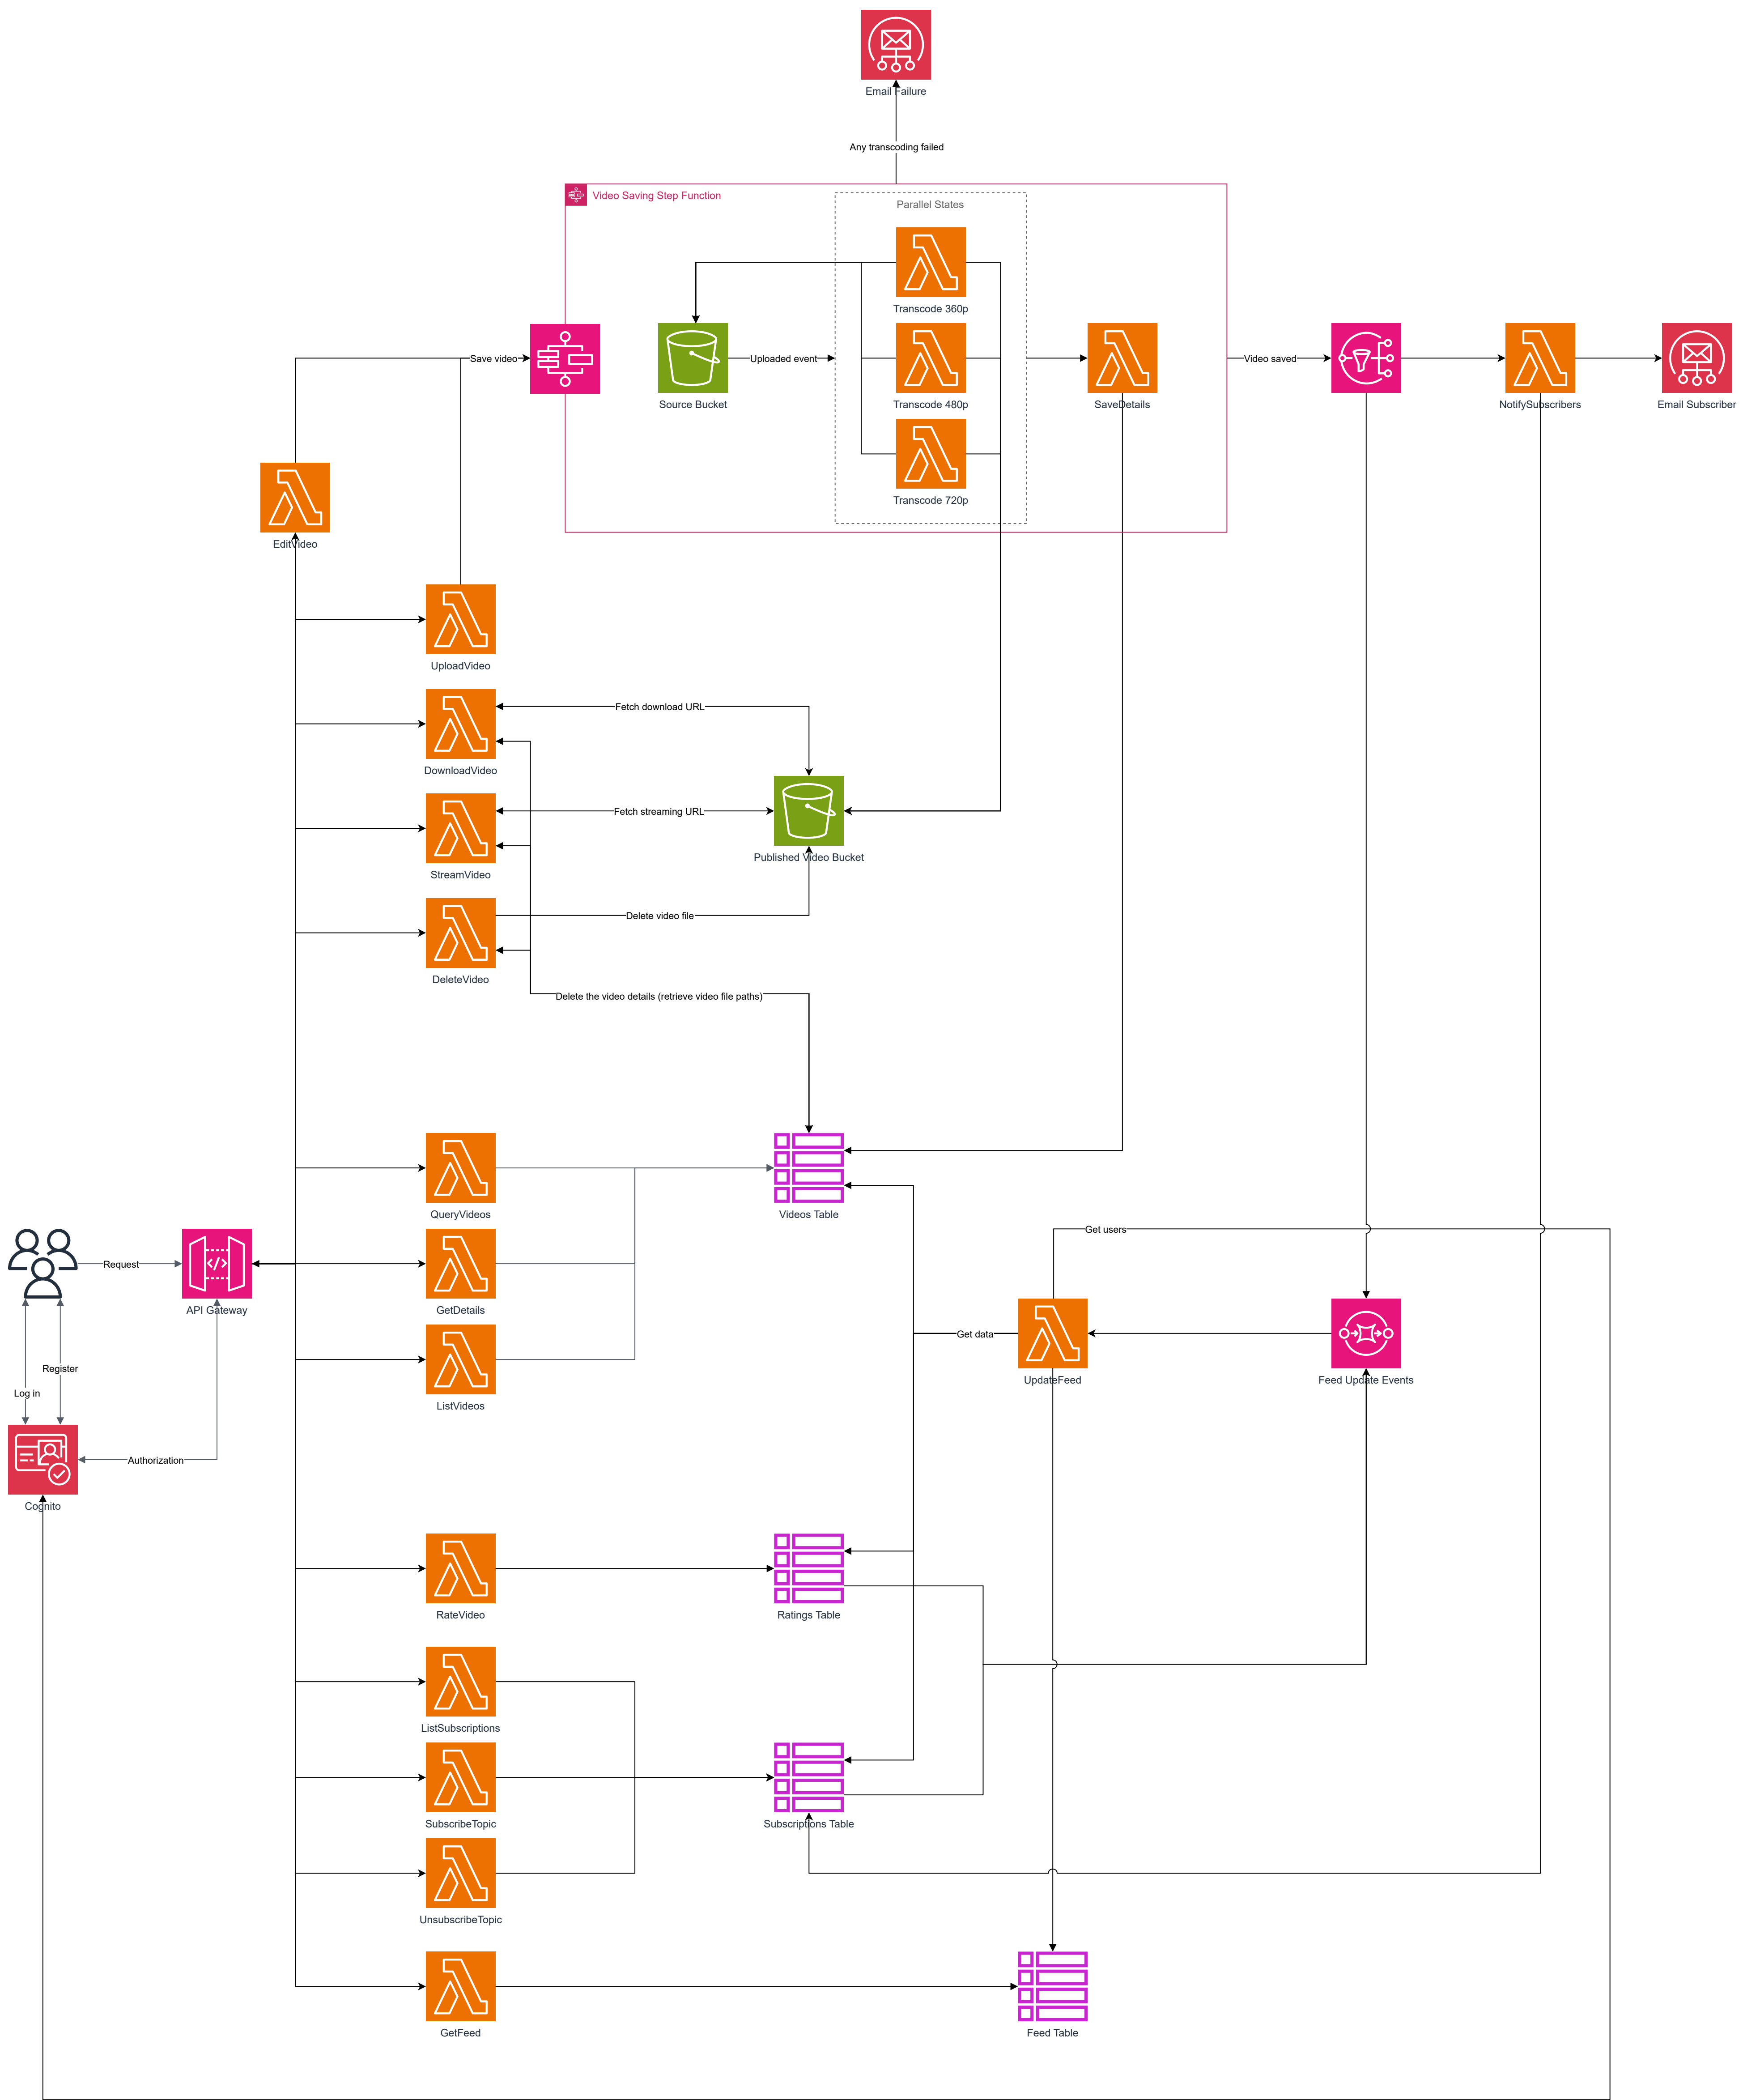 Email Failure
Any transcoding failed
Video Saving Step Function
Parallel States
Transcode 360p
Save video
Uploaded event
Video saved
Source Bucket
Transcode 480p
SaveDetails
NotifySubscribers
Email Subscriber
Transcode 720p
EditVideo
UploadVideo
Fetch download URL
DownloadVideo
Fetch streaming URL
Published Video Bucket
StreamVideo
Delete video file
DeleteVideo
Delete the video details (retrieve video file paths)
QueryVideos
Videos Table
Get users
Request
API Gateway
GetDetails
Get data
Register
UpdateFeed
Feed Update Events
Log in
ListVideos
Authorization
Cognito
RateVideo
Ratings Table
ListSubscriptions
SubscribeTopic
Subscriptions Table
UnsubscribeTopic
GetFeed
Feed Table